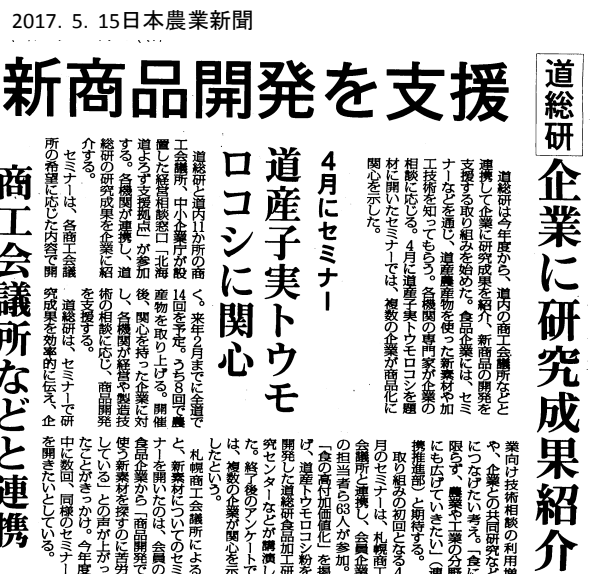 2017. 5. 15日本農業新聞
新商品開発を支援
道総研
企業に研究成果紹介
商工会議所などと連携
道総研は今年度から、道内の商工会議所などと
連携して企業に研究成果を紹介、新商品の開発を
支援する取り組みを始めた。食品企業には、セミ
ナーなどを通じ、道産農産物を使った新素材や加
工技術を知ってもらう。各機関の専門家が企業の
相談に応じる。4月に道産子実トウモロコシを題
材に開いたセミナーでは、複数の企業が商品化に
関心を示した。
4月にセミナー
道産子実トウモ
ロコシに関心
道総研と道内11か所の商
工会議所、中小企業庁が設
置した経営相談窓口「北海
道よろず支援拠点」が参加
する。各機関が連携し、道
総研の研究成果を企業に紹
介する。
セミナーは、各商工会議
所の希望に応じた内容で開
く。来年2月までに全道で
14回を予定。うち8回で農
産物を取り上げる。開催
後、関心を持った企業に対
し、各機関が経営や製造技
術の相談に応じ、商品開発
を支援する。
道総研は、セミナーで研
究成果を効率的に伝え、企
業向け技術相談の利用増
や、企業との共同研究など
につなげたい考え。「食に
限らず、農業や工業の分野
にも広げていきたい」(連
携推進部)と期待する。
取り組みの初回となる4
月のセミナーは、札幌商工
会議所と連携し、会員企業
の担当者ら63人が参加。
「食の高付加価値化」を掲
げ、道産トウモロコシ粉を
開発した道総研食品加工研
究センターなどが講演し
た。終了後のアンケートで
は、複数の企業が関心を示
したという。
札幌商工会議所による
と、新素材についてのセミ
ナーを開いたのは、会員の
食品企業から「商品開発で
使う新素材を探すのに苦労
している」との声が上がっ
たことがきっかけ。今年度
中に数回、同様のセミナー
を開きたいとしている。